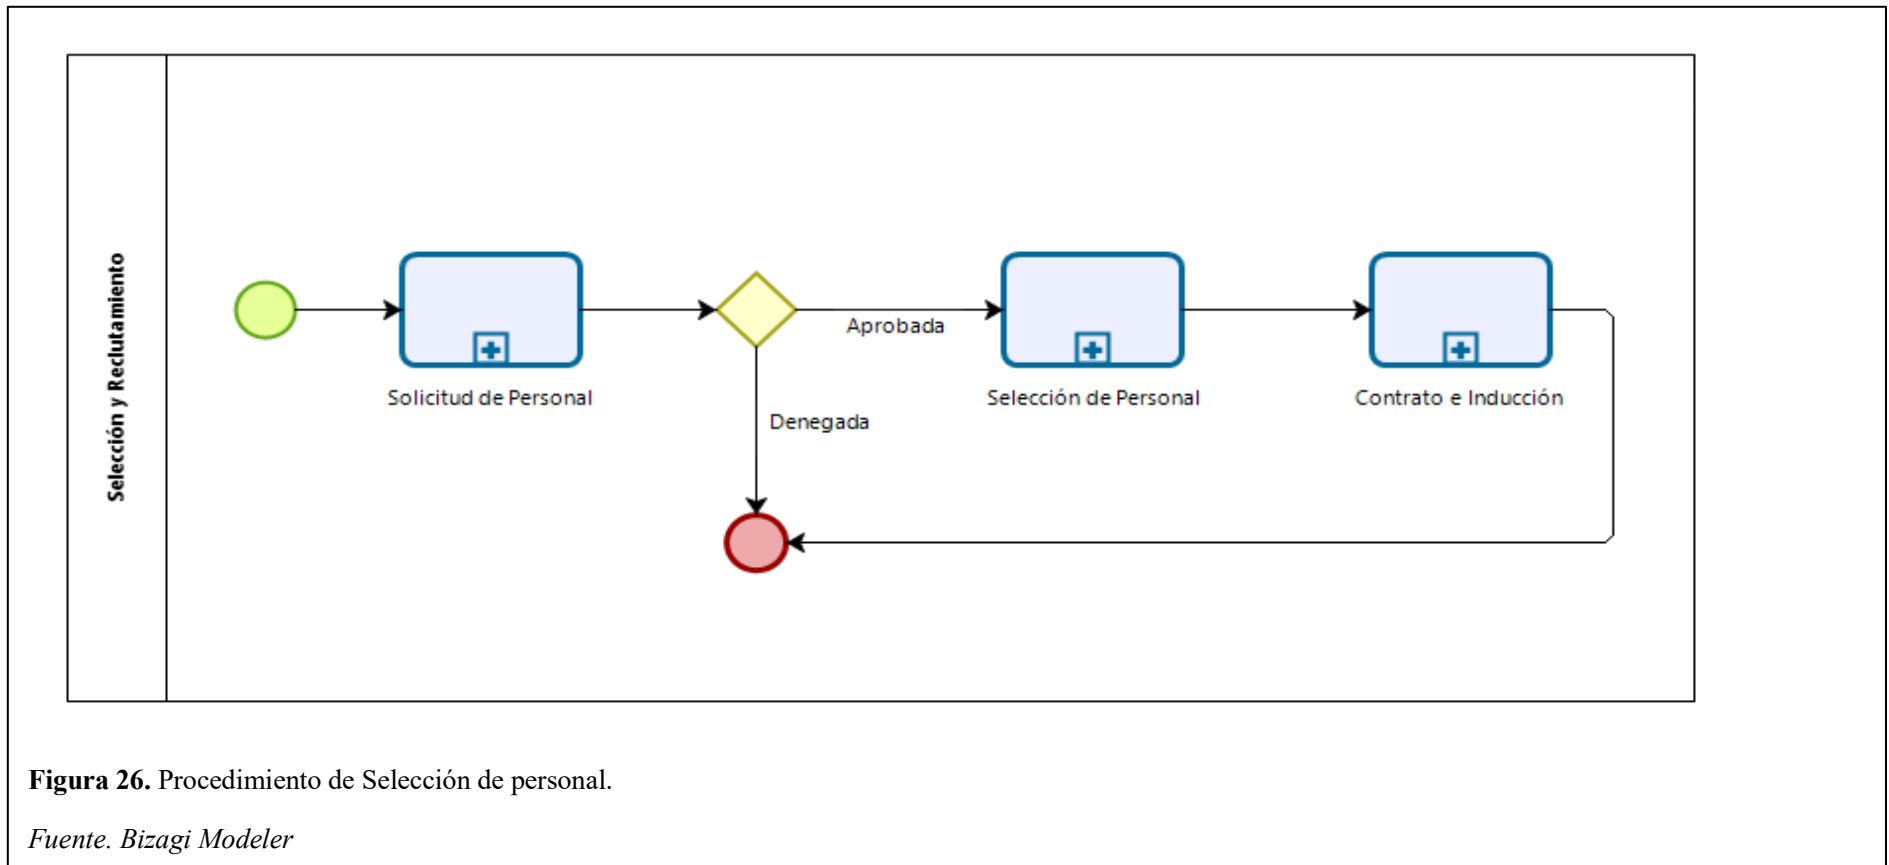 Selección y Reclutamiento
Aprobada
Solicitud de Personal
Selección de Personal
Contrato e Inducción
Denegada
Figura 26. Procedimiento de Selección de personal.
Fuente. Bizagi Modeler